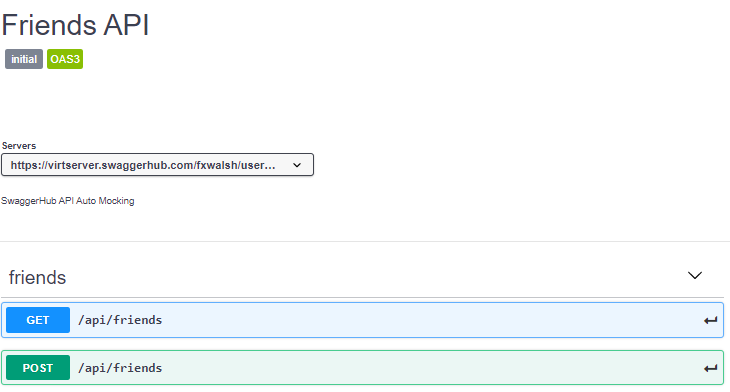 Friends API
initial OAS3
Servers
https://virtserver.swaggerhub.com/fxwalsh/user...
SwaggerHub API Auto Mocking
friends
GET /api/friends
POST /api/friends